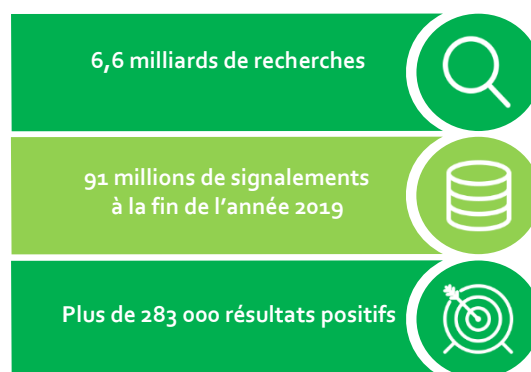 6,6 milliards de recherches
91 millions de signalements
à la fin de l'année 2019
Plus de 283 000 résultats positifs